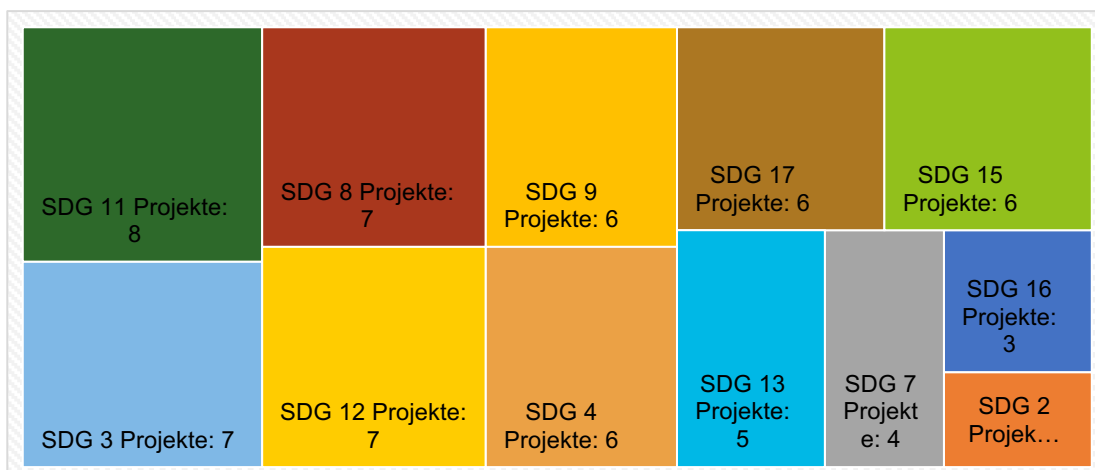 SDG 11 Projekte:
8
SDG 3 Projekte: 7
SDG 8 Projekte:
7
SDG 12 Projekte:
7
SDG 9
Projekte: 6
SDG 4
Projekte: 6
SDG 17
Projekte: 6
SDG 15
Projekte: 6
SDG 13
Projekte:
5
SDG 7
Projekt
e: 4
SDG 16
Projekte:
3
SDG 2
Projek…